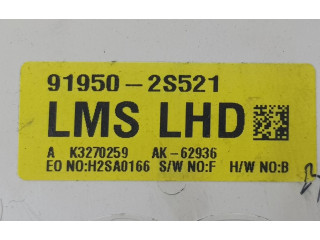 91950-2S521
LMS LHD
A K3270259 AK-62936
EO NO:H2SA0166 S/W NO:F H/W NO:B